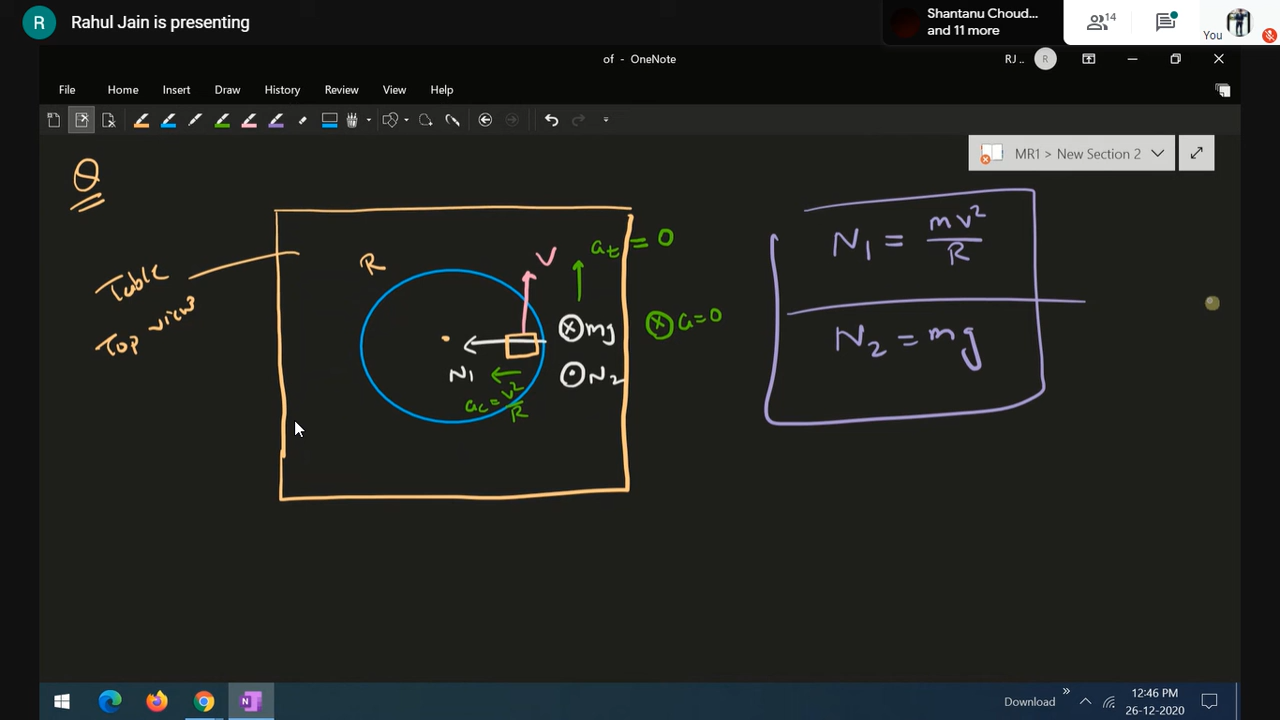 R
Rahul Jain is presenting
Shantanu Choud...
and 11 more
14
You
of - OneNote
RJ ..
R
File Home Insert Draw History Review View Help
MR1 > New Section 2
Q
Table
Top view
R
V
at = 0
⊗ mg
⊗ a=0
N1
⊙ N2
ac = v²/R
N1 = mv²/R
N2 = mg
Download
»
12:46 PM
26-12-2020